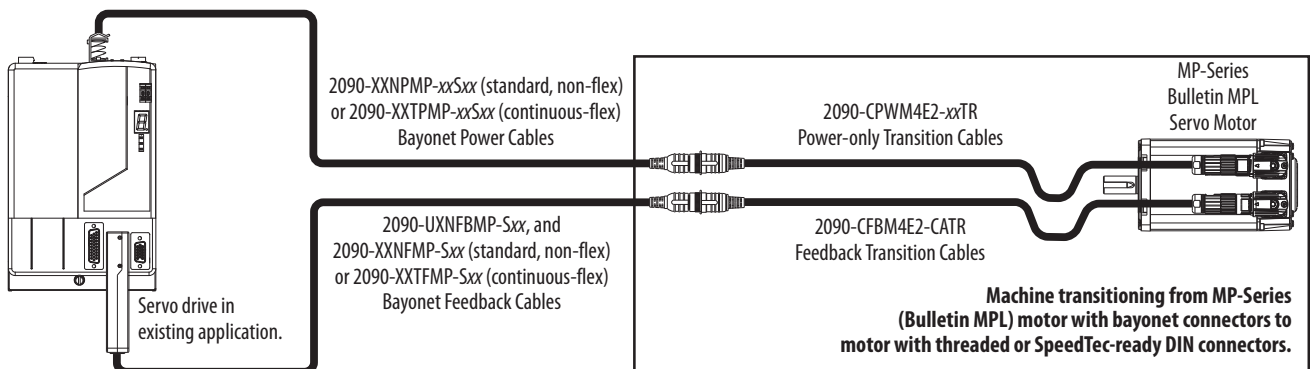 2090-XXNPMP-xxSxx (standard, non-flex)
or 2090-XXTPMP-xxSxx (continuous-flex)
Bayonet Power Cables
2090-CPWM4E2-xxTR
Power-only Transition Cables
MP-Series
Bulletin MPL
Servo Motor
2090-UXNFBMP-Sxx, and
2090-XXNFMP-Sxx (standard, non-flex)
or 2090-XXTFMP-Sxx (continuous-flex)
Bayonet Feedback Cables
2090-CFBM4E2-CATR
Feedback Transition Cables
Servo drive in
existing application.
Machine transitioning from MP-Series
(Bulletin MPL) motor with bayonet connectors to
motor with threaded or SpeedTec-ready DIN connectors.